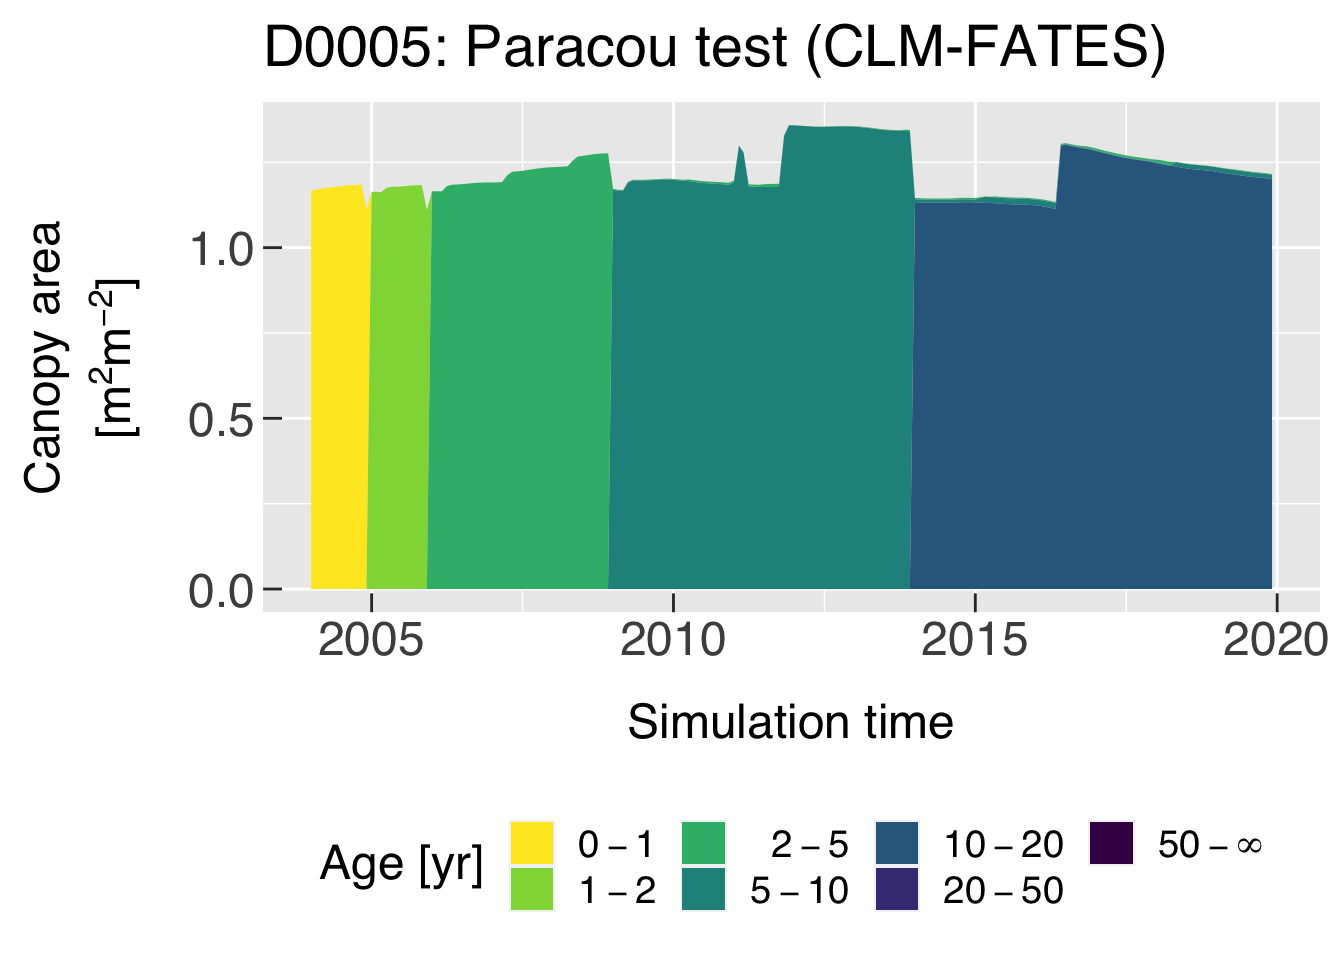 D0005: Paracou test (CLM-FATES)
Canopy area
[m²m⁻²]
1.0
0.5
0.0
2005 2010 2015 2020
Simulation time
Age [yr]
0 – 1 2 – 5 10 – 20 50 – ∞
1 – 2 5 – 10 20 – 50